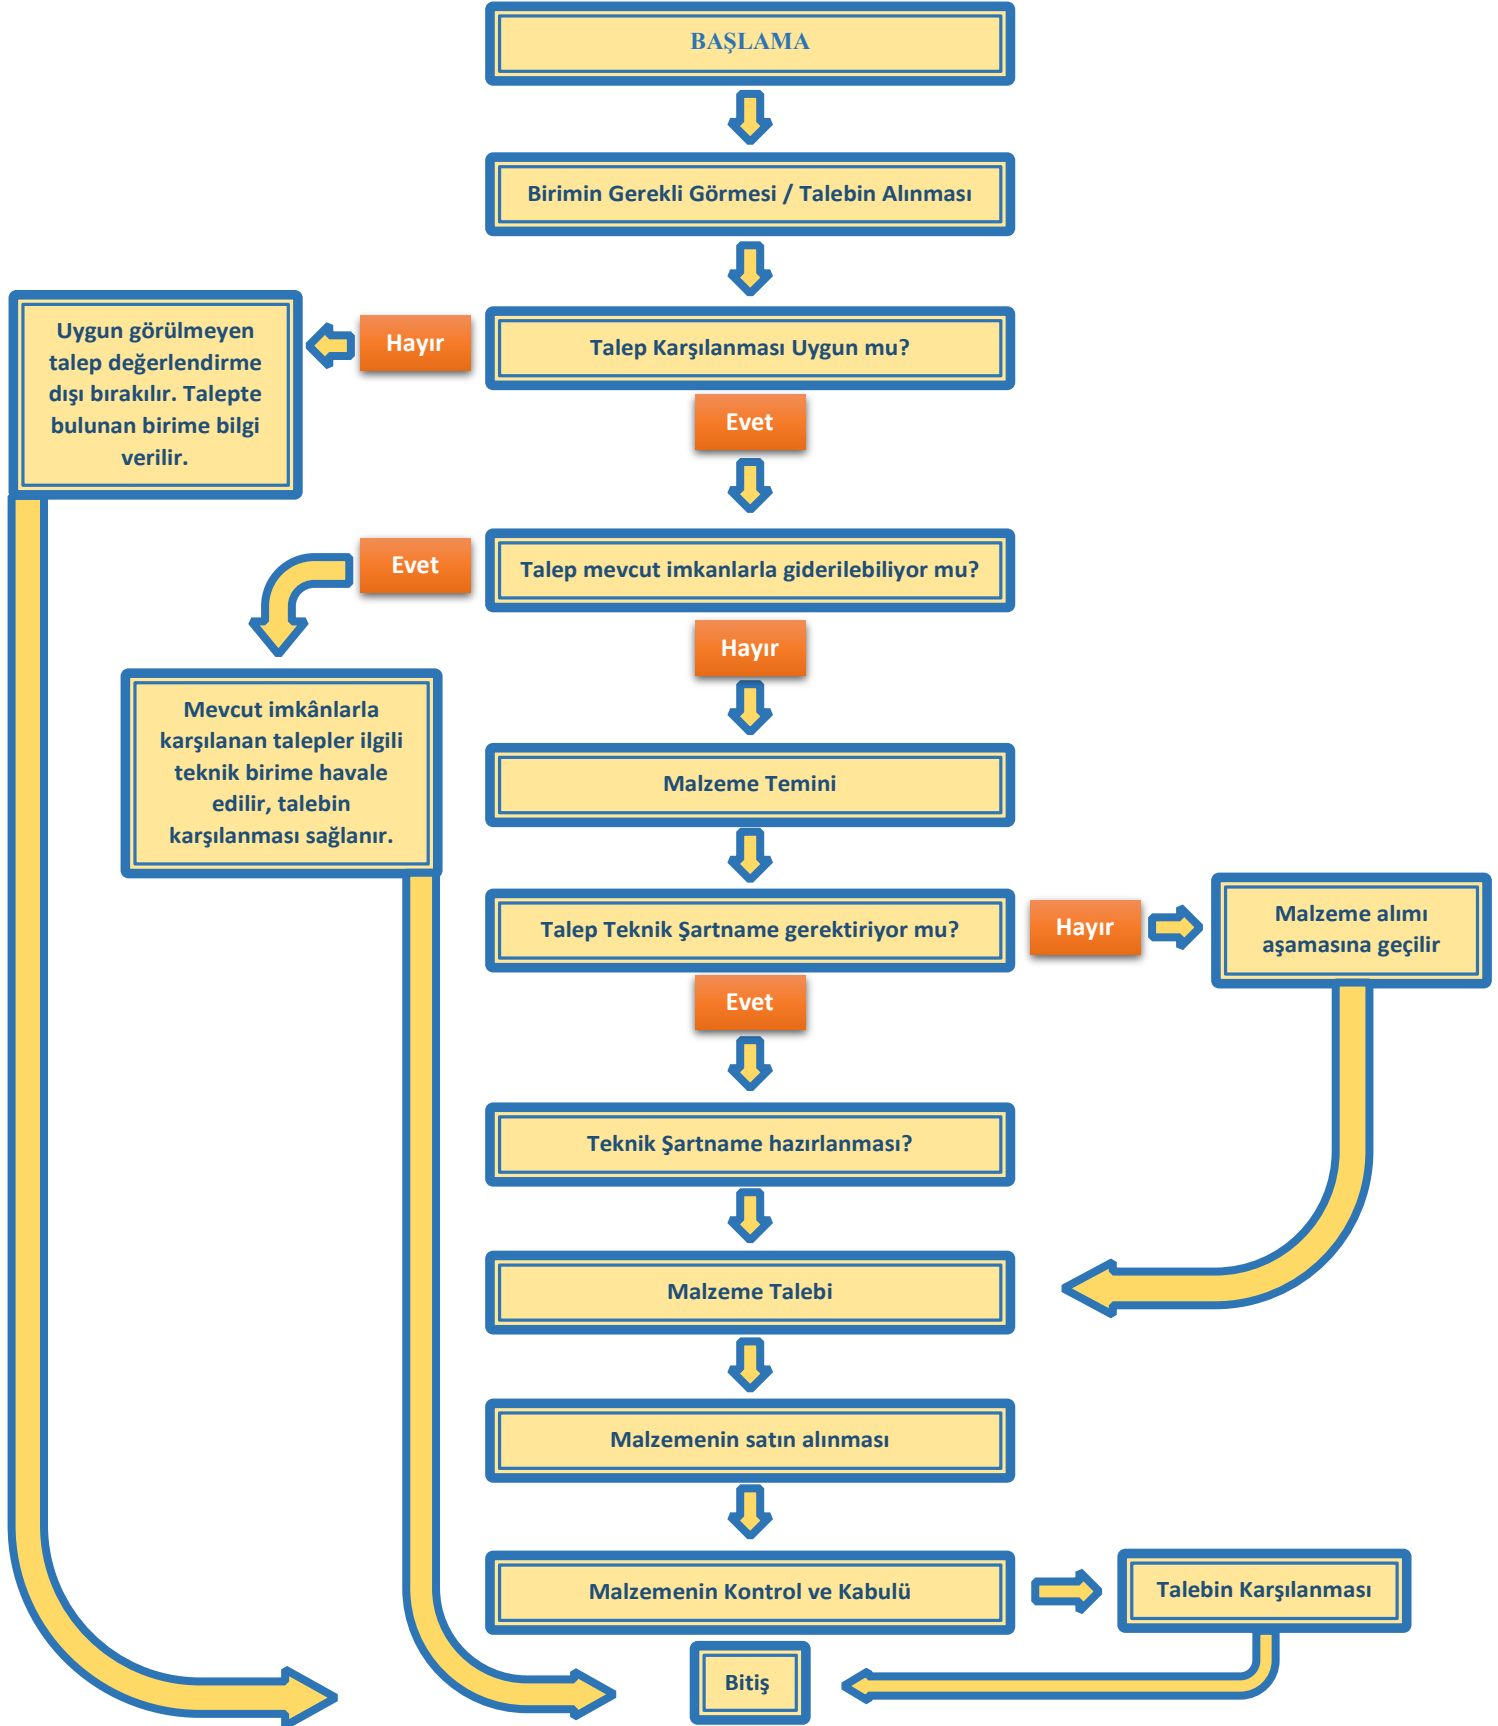 BAŞLAMA
Birimin Gerekli Görmesi / Talebin Alınması
Uygun görülmeyen
talep değerlendirme
dışı bırakılır. Talepte
bulunan birime bilgi
verilir.
Hayır
Talep Karşılanması Uygun mu?
Evet
Evet
Talep mevcut imkanlarla giderilebiliyor mu?
Hayır
Mevcut imkânlarla
karşılanan talepler ilgili
teknik birime havale
edilir, talebin
karşılanması sağlanır.
Malzeme Temini
Talep Teknik Şartname gerektiriyor mu?
Hayır
Malzeme alımı
aşamasına geçilir
Evet
Teknik Şartname hazırlanması?
Malzeme Talebi
Malzemenin satın alınması
Malzemenin Kontrol ve Kabulü
Talebin Karşılanması
Bitiş